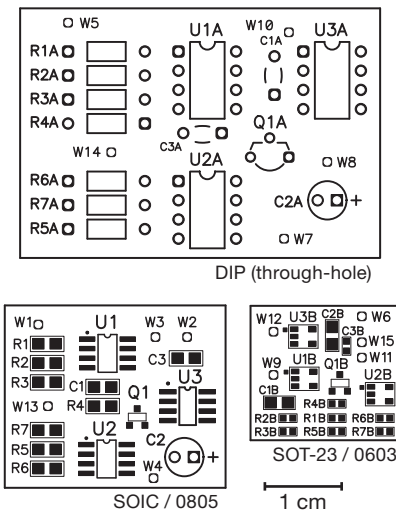 W5 U1A W10 C1A U3A
R1A
R2A
R3A
R4A Q1A
C3A
W14 U2A W8
R6A
R7A C2A +
R5A W7
DIP (through-hole)
W1 U1 W3 W2
R1
R2 C3
R3 C1 U3
W13 R4 Q1
R7 U2 C2
R5 +
R6 W4
SOIC / 0805
W12 U3B C2B W6
C3B W15
W9 U1B Q1B W11
C1B U2B
R4B
R2B R1B R6B
R3B R5B R7B
SOT-23 / 0603
1 cm